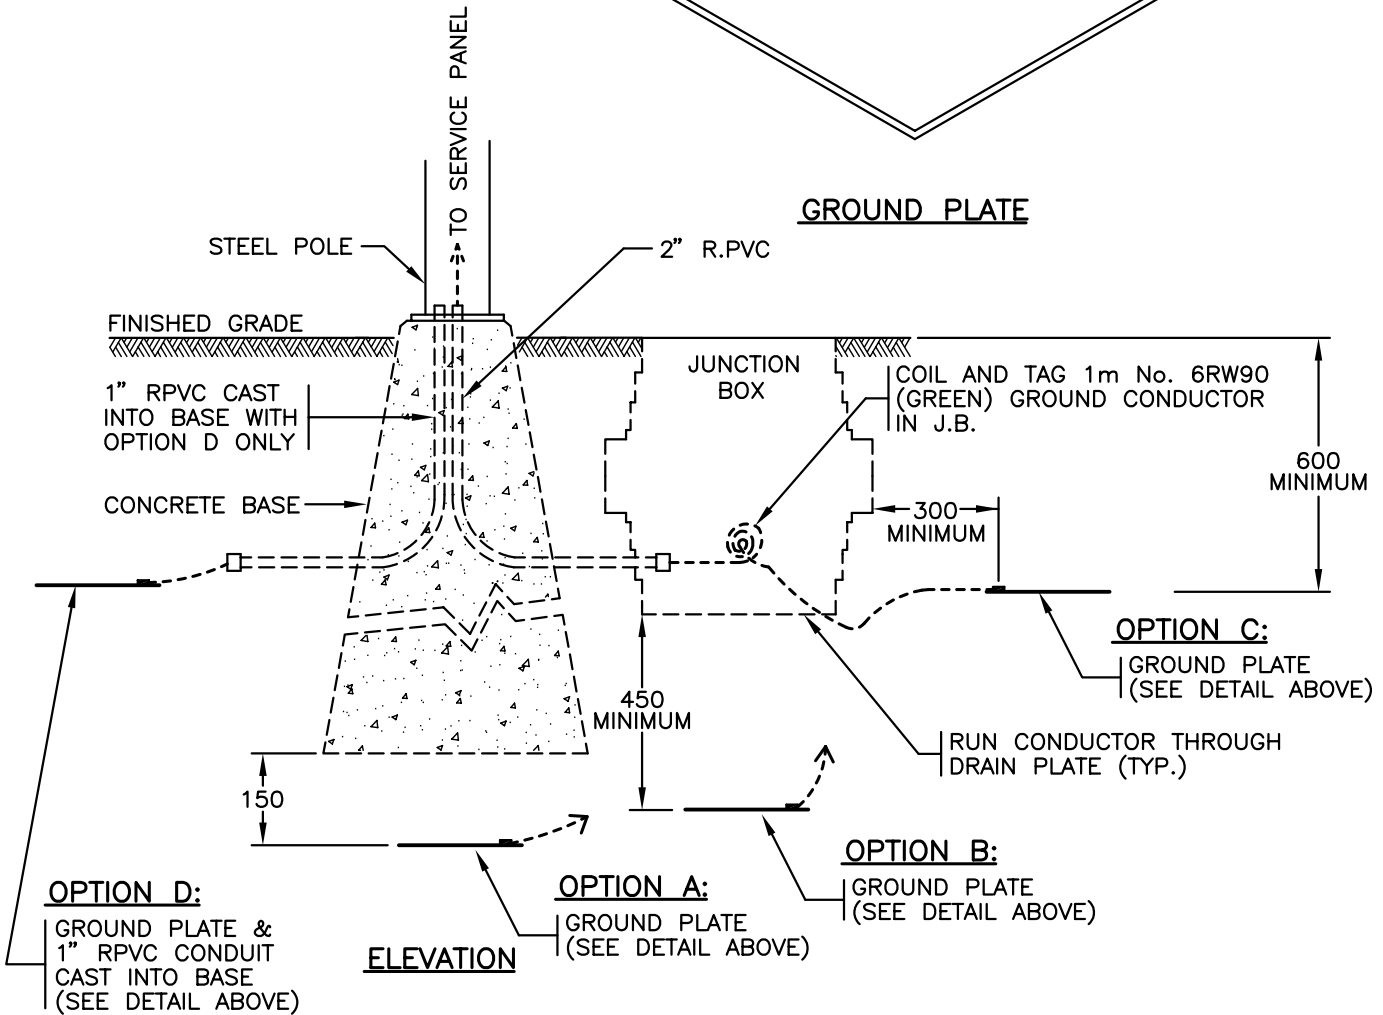 TO SERVICE PANEL
GROUND PLATE
STEEL POLE
2" R.PVC
FINISHED GRADE
JUNCTION
BOX
1" RPVC CAST
INTO BASE WITH
OPTION D ONLY
COIL AND TAG 1m No. 6RW90
(GREEN) GROUND CONDUCTOR
IN J.B.
600
MINIMUM
CONCRETE BASE
300
MINIMUM
OPTION C:
GROUND PLATE
(SEE DETAIL ABOVE)
450
MINIMUM
RUN CONDUCTOR THROUGH
DRAIN PLATE (TYP.)
150
OPTION B:
GROUND PLATE
(SEE DETAIL ABOVE)
OPTION A:
GROUND PLATE
(SEE DETAIL ABOVE)
OPTION D:
GROUND PLATE &
1" RPVC CONDUIT
CAST INTO BASE
(SEE DETAIL ABOVE)
ELEVATION